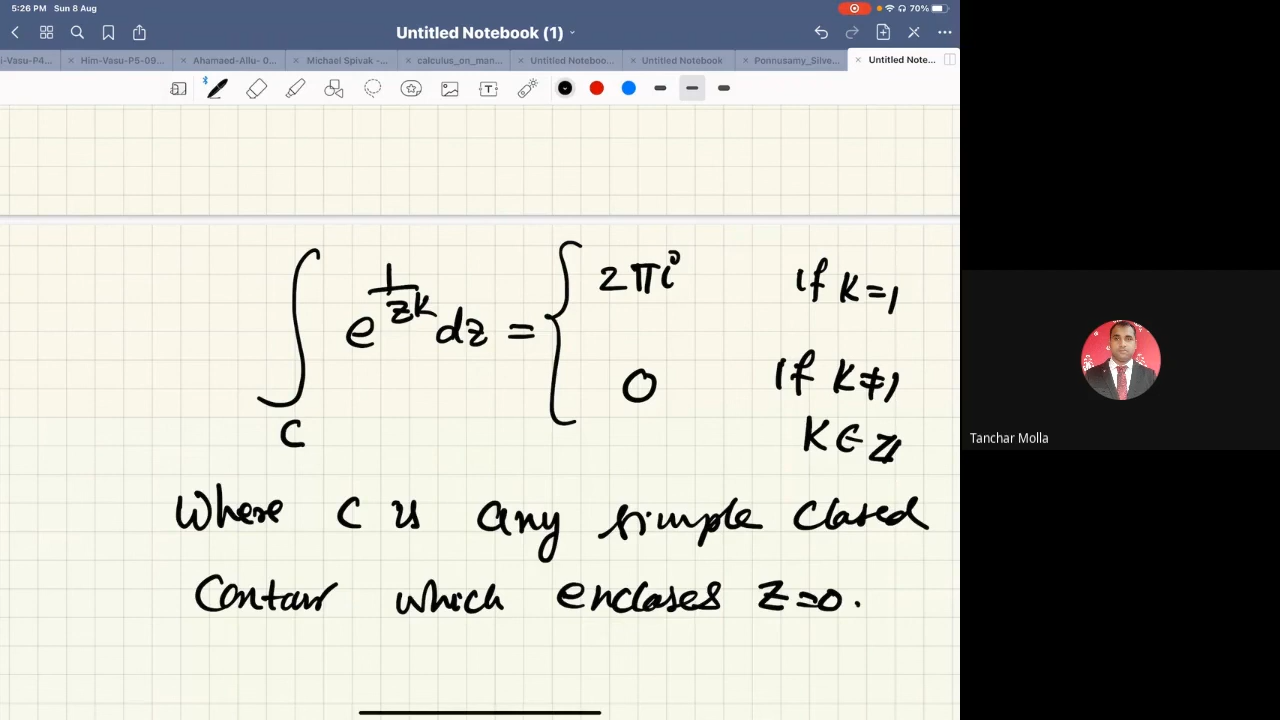 5:26 PM Sun 8 Aug
70%
Untitled Notebook (1)
i-Vasu-P4...
Him-Vasu-P5-09...
Ahamaed-Allu- 0...
Michael Spivak -...
calculus_on_man...
Untitled Noteboo...
Untitled Notebook
Ponnusamy_Silve...
Untitled Note...
∫_C e^{1/z^k} dz = { 2πi if k=1
0 if k≠1
k∈ℤ
Where C is any simple closed
Contour which encloses z=0.
Tanchar Molla